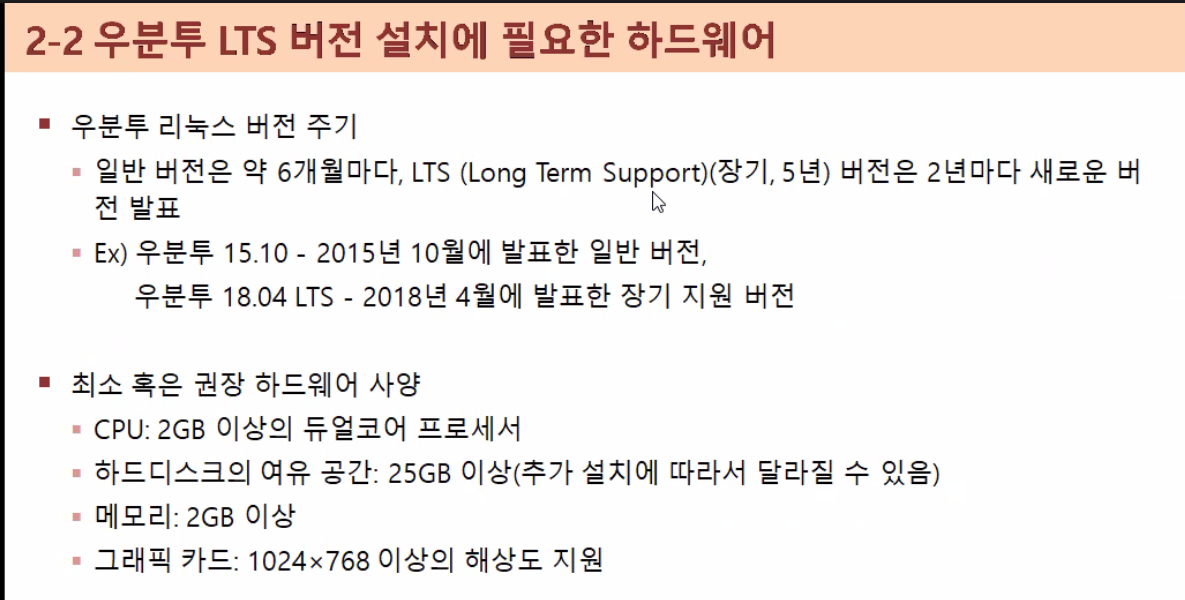 2-2 우분투 LTS 버전 설치에 필요한 하드웨어
우분투 리눅스 버전 주기
일반 버전은 약 6개월마다, LTS (Long Term Support)(장기, 5년) 버전은 2년마다 새로운 버
전 발표
Ex) 우분투 15.10 - 2015년 10월에 발표한 일반 버전,
우분투 18.04 LTS - 2018년 4월에 발표한 장기 지원 버전
최소 혹은 권장 하드웨어 사양
CPU: 2GB 이상의 듀얼코어 프로세서
하드디스크의 여유 공간: 25GB 이상(추가 설치에 따라서 달라질 수 있음)
메모리: 2GB 이상
그래픽 카드: 1024×768 이상의 해상도 지원